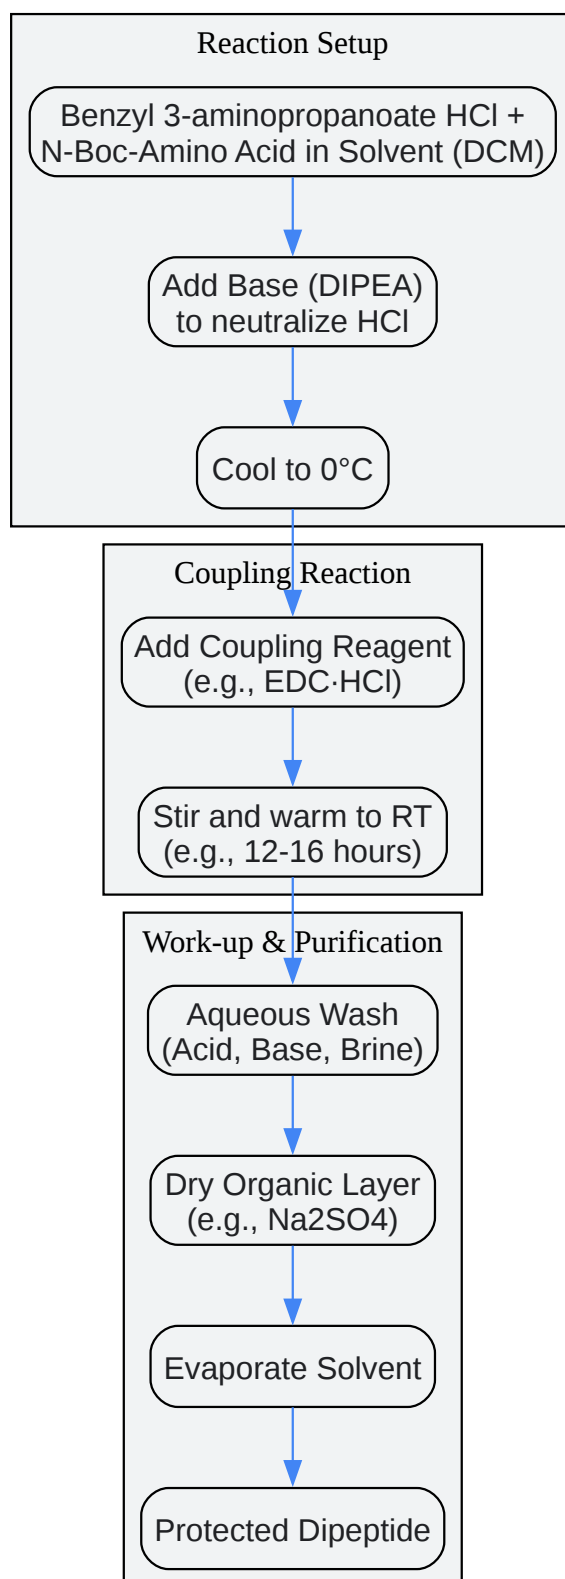 Reaction Setup
Benzyl 3-aminopropanoate HCl +
N-Boc-Amino Acid in Solvent (DCM)
Add Base (DIPEA)
to neutralize HCl
Cool to 0°C
Coupling Reaction
Add Coupling Reagent
(e.g., EDC·HCl)
Stir and warm to RT
(e.g., 12-16 hours)
Work-up & Purification
Aqueous Wash
(Acid, Base, Brine)
Dry Organic Layer
(e.g., Na2SO4)
Evaporate Solvent
Protected Dipeptide